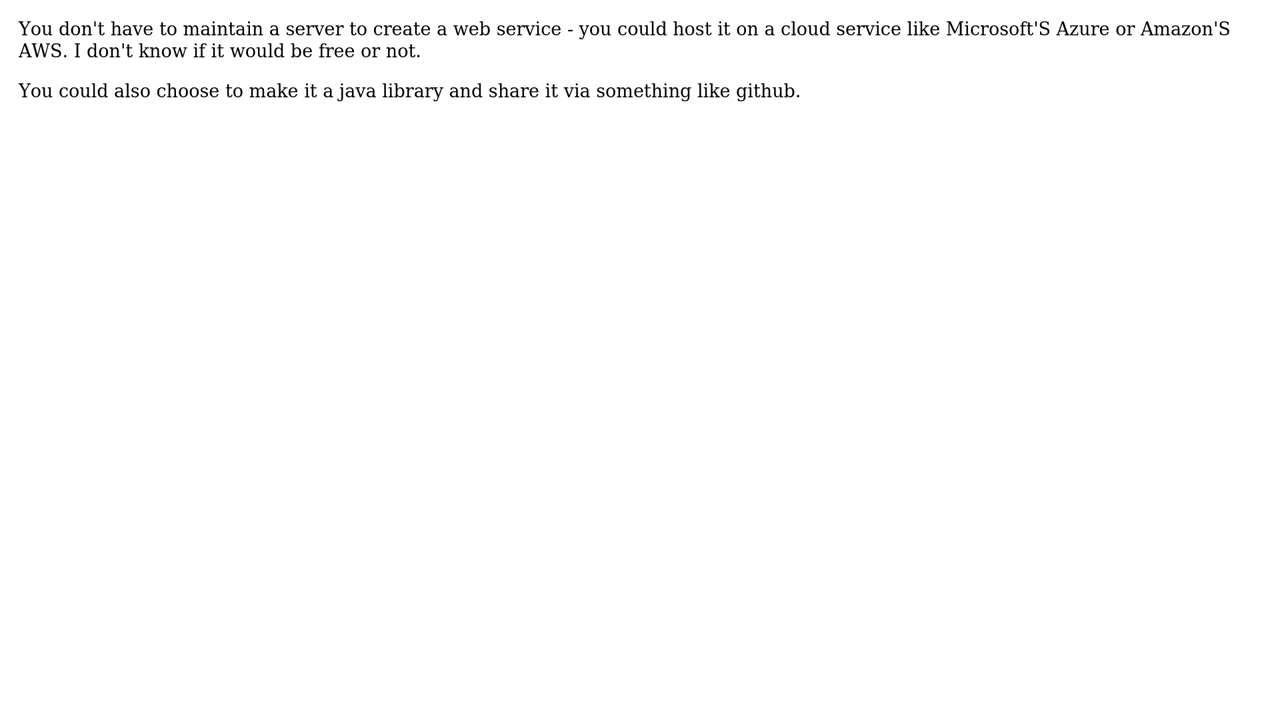 You don't have to maintain a server to create a web service - you could host it on a cloud service like Microsoft'S Azure or Amazon'S
AWS. I don't know if it would be free or not.
You could also choose to make it a java library and share it via something like github.